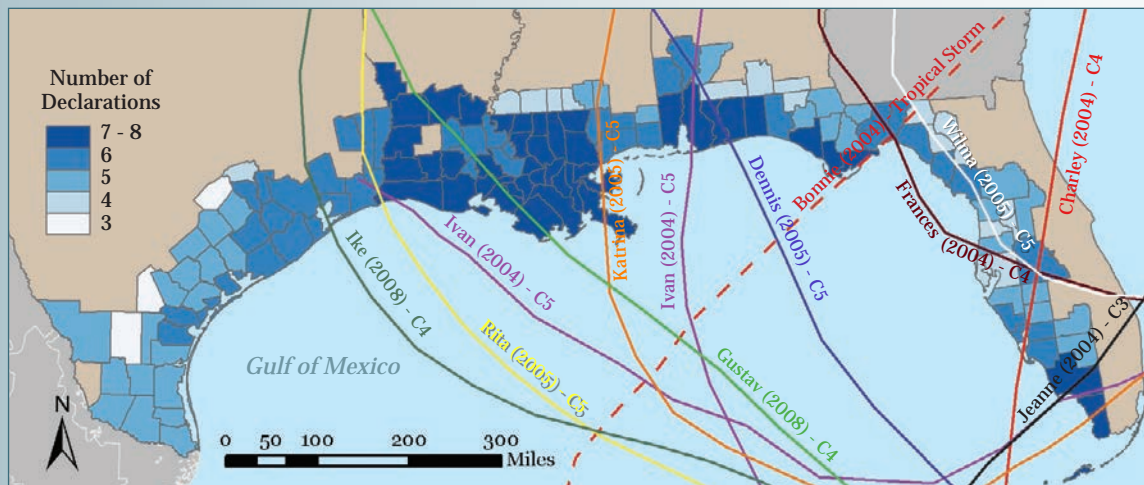 Number of
Declarations
7 - 8
6
5
4
3
Ike (2008) - C4
Rita (2005) - C5
Ivan (2004) - C5
Gustav (2008) - C4
Katrina (2005) - C5
Ivan (2004) - C5
Dennis (2005) - C5
Bonnie (2004) - Tropical Storm
Frances (2004) - C4
Wilma (2005) C5
Charley (2004) - C4
Jeanne (2004) - C3
Gulf of Mexico
N
0 50 100 200 300
Miles